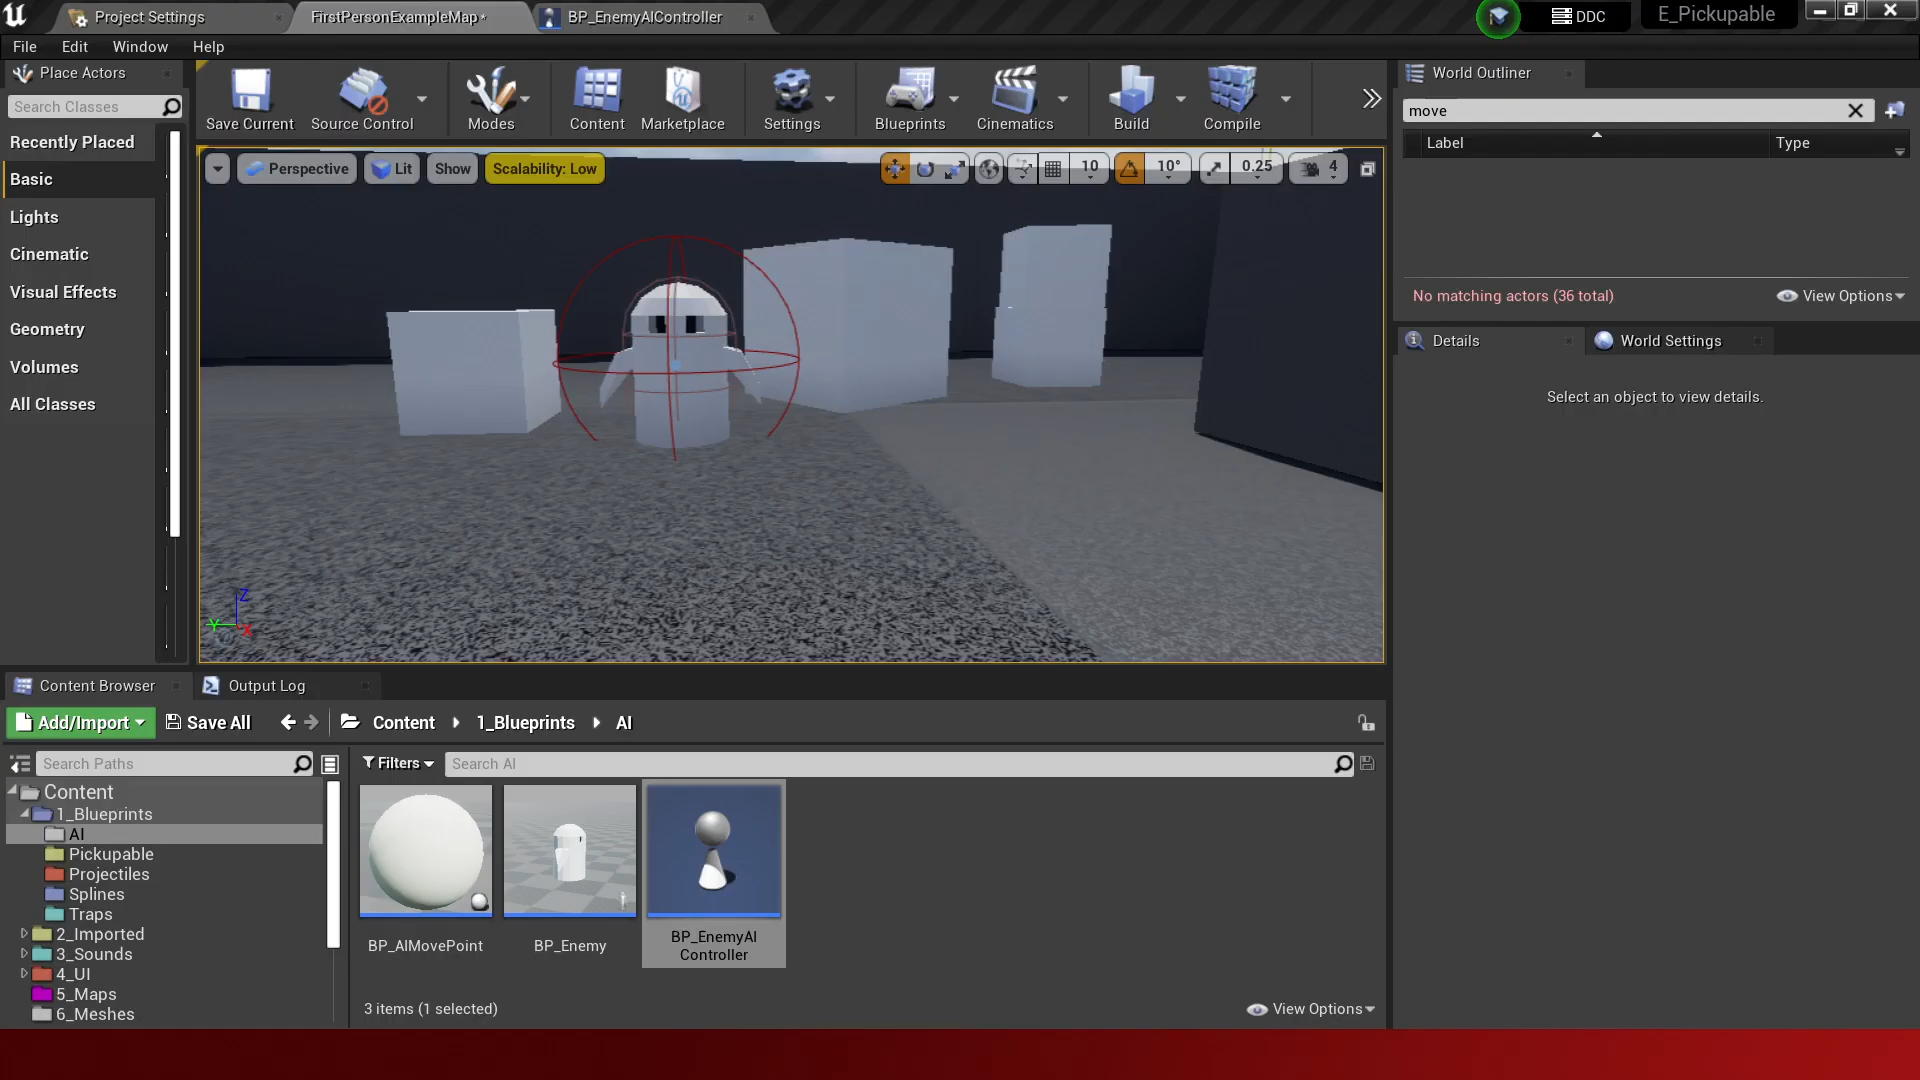 Project Settings
FirstPersonExampleMap*
BP_EnemyAIController
DDC
E_Pickupable
File Edit Window Help
Place Actors
Search Classes
Recently Placed
Basic
Lights
Cinematic
Visual Effects
Geometry
Volumes
All Classes
Save Current
Source Control
Modes
Content
Marketplace
Settings
Blueprints
Cinematics
Build
Compile
Perspective
Lit
Show
Scalability: Low
10
10°
0.25
4
Z
Y
X
World Outliner
move
Label
Type
No matching actors (36 total)
View Options
Details
World Settings
Select an object to view details.
Content Browser
Output Log
Add/Import
Save All
Content
1_Blueprints
AI
Search Paths
Filters
Search AI
Content
1_Blueprints
AI
Pickupable
Projectiles
Splines
Traps
2_Imported
3_Sounds
4_UI
5_Maps
6_Meshes
BP_AIMovePoint
BP_Enemy
BP_EnemyAI
Controller
3 items (1 selected)
View Options